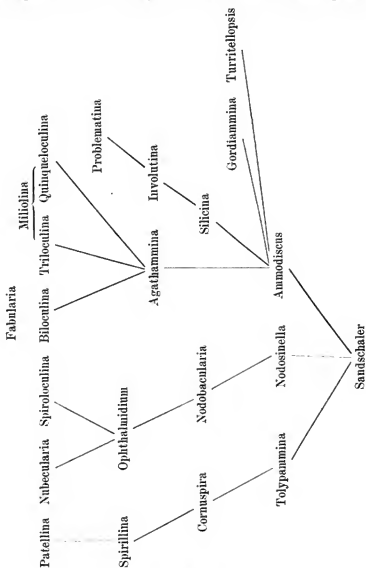 Fabularia
Miliolina
Patellina Nubecularia Spiroloculina Biloculina Triloculina Quinqueloculina
Problematina
Spirillina Ophthalmidium Agathammina Involutina
Cornuspira Nodobacularia Silicina
Gordiammina Turritellopsis
Tolypammina Nodosinella Ammodiscus
Sandschaler